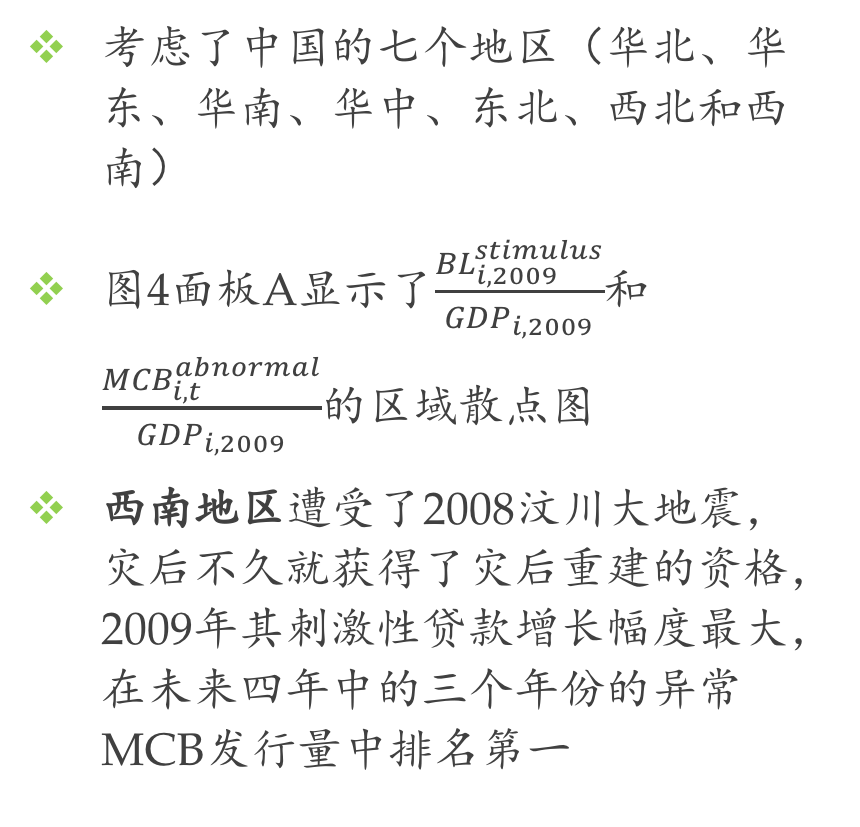 ❖ 考虑了中国的七个地区（华北、华
东、华南、华中、东北、西北和西
南）
❖ 图4面板A显示了$\frac{BL_{i,2009}^{stimulus}}{GDP_{i,2009}}$和
$\frac{MCB_{i,t}^{abnormal}}{GDP_{i,2009}}$的区域散点图
❖ 西南地区遭受了2008汶川大地震，
灾后不久就获得了灾后重建的资格，
2009年其刺激性贷款增长幅度最大，
在未来四年中的三个年份的异常
MCB发行量中排名第一